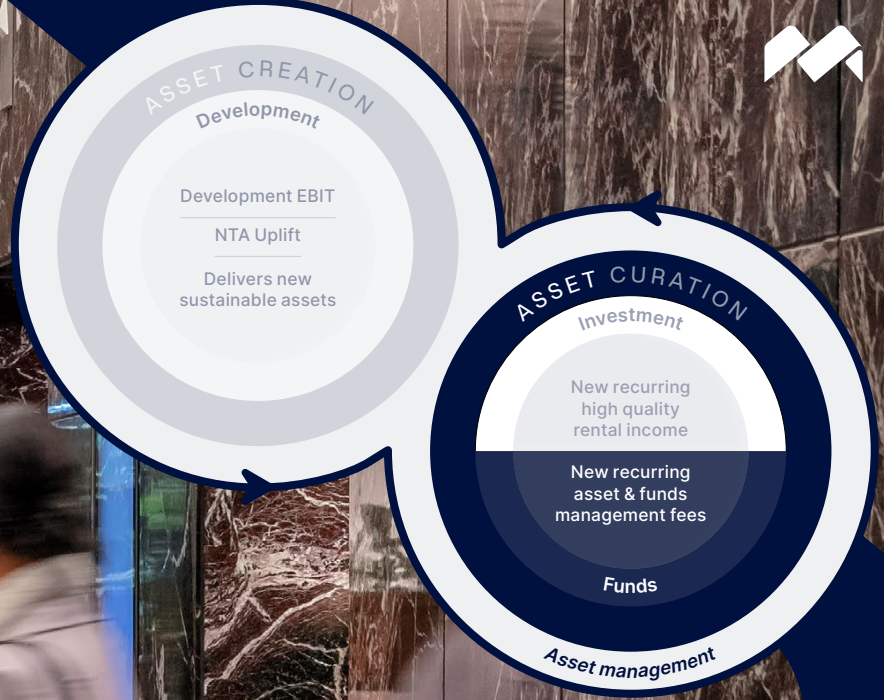 ASSET CREATION
Development
Development EBIT
NTA Uplift
Delivers new
sustainable assets
ASSET CURATION
Investment
New recurring
high quality
rental income
New recurring
asset & funds
management fees
Funds
Asset management